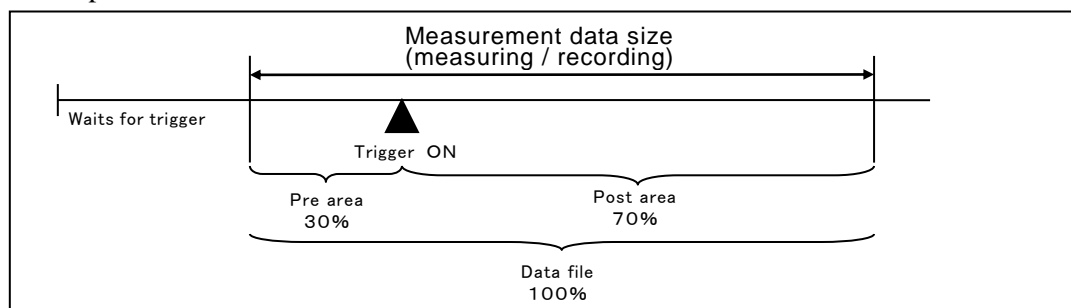 Measurement data size
(measuring / recording)
Waits for trigger
Trigger ON
Pre area
30%
Post area
70%
Data file
100%